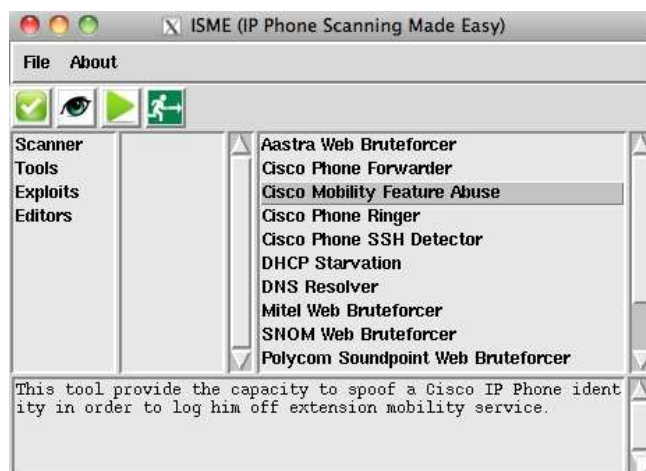 ISME (IP Phone Scanning Made Easy)
File About
Scanner
Tools
Exploits
Editors
Aastra Web Bruteforcer
Cisco Phone Forwarder
Cisco Mobility Feature Abuse
Cisco Phone Ringer
Cisco Phone SSH Detector
DHCP Starvation
DNS Resolver
Mitel Web Bruteforcer
SNOM Web Bruteforcer
Polycom Soundpoint Web Bruteforcer
This tool provide the capacity to spoof a Cisco IP Phone ident
ity in order to log him off extension mobility service.